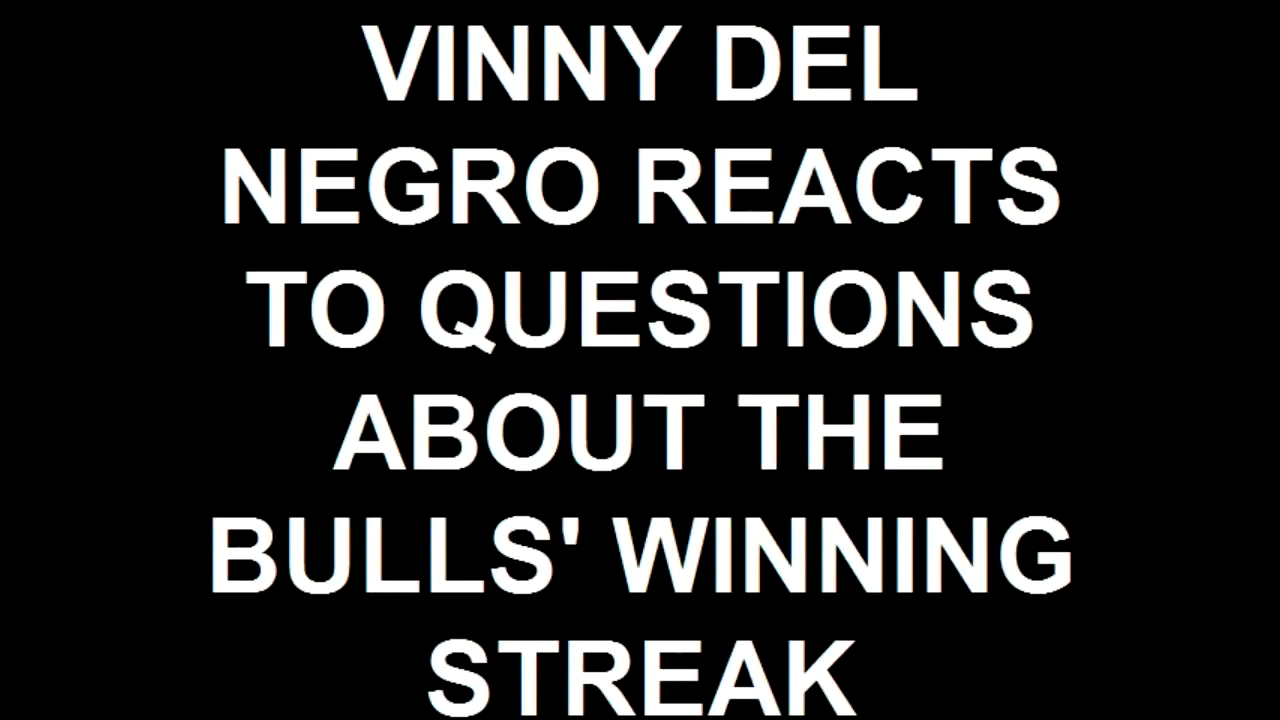 VINNY DEL
NEGRO REACTS
TO QUESTIONS
ABOUT THE
BULLS' WINNING
STREAK